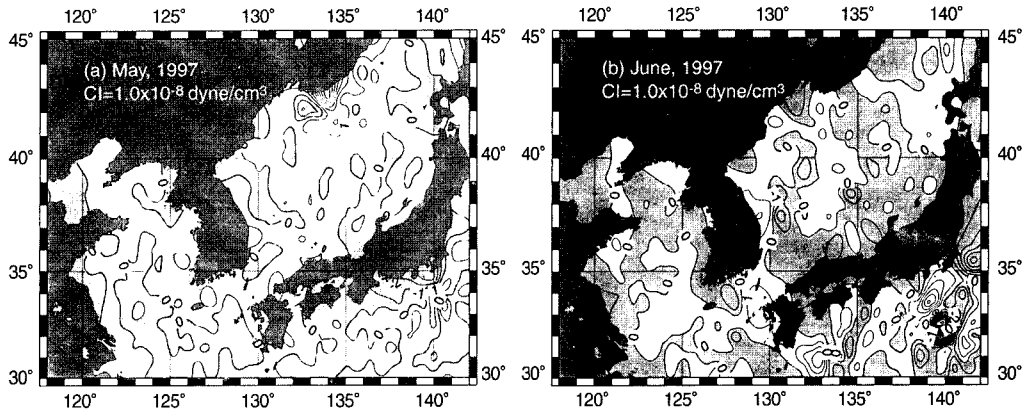 120° 125° 130° 135° 140° 120° 125° 130° 135° 140°
45° 45° 45° 45°
(a) May, 1997 (b) June, 1997
CI=1.0x10⁻⁸ dyne/cm³ CI=1.0x10⁻⁸ dyne/cm³
40° 40° 40° 40°
35° 35° 35° 35°
30° 30° 30° 30°
120° 125° 130° 135° 140° 120° 125° 130° 135° 140°